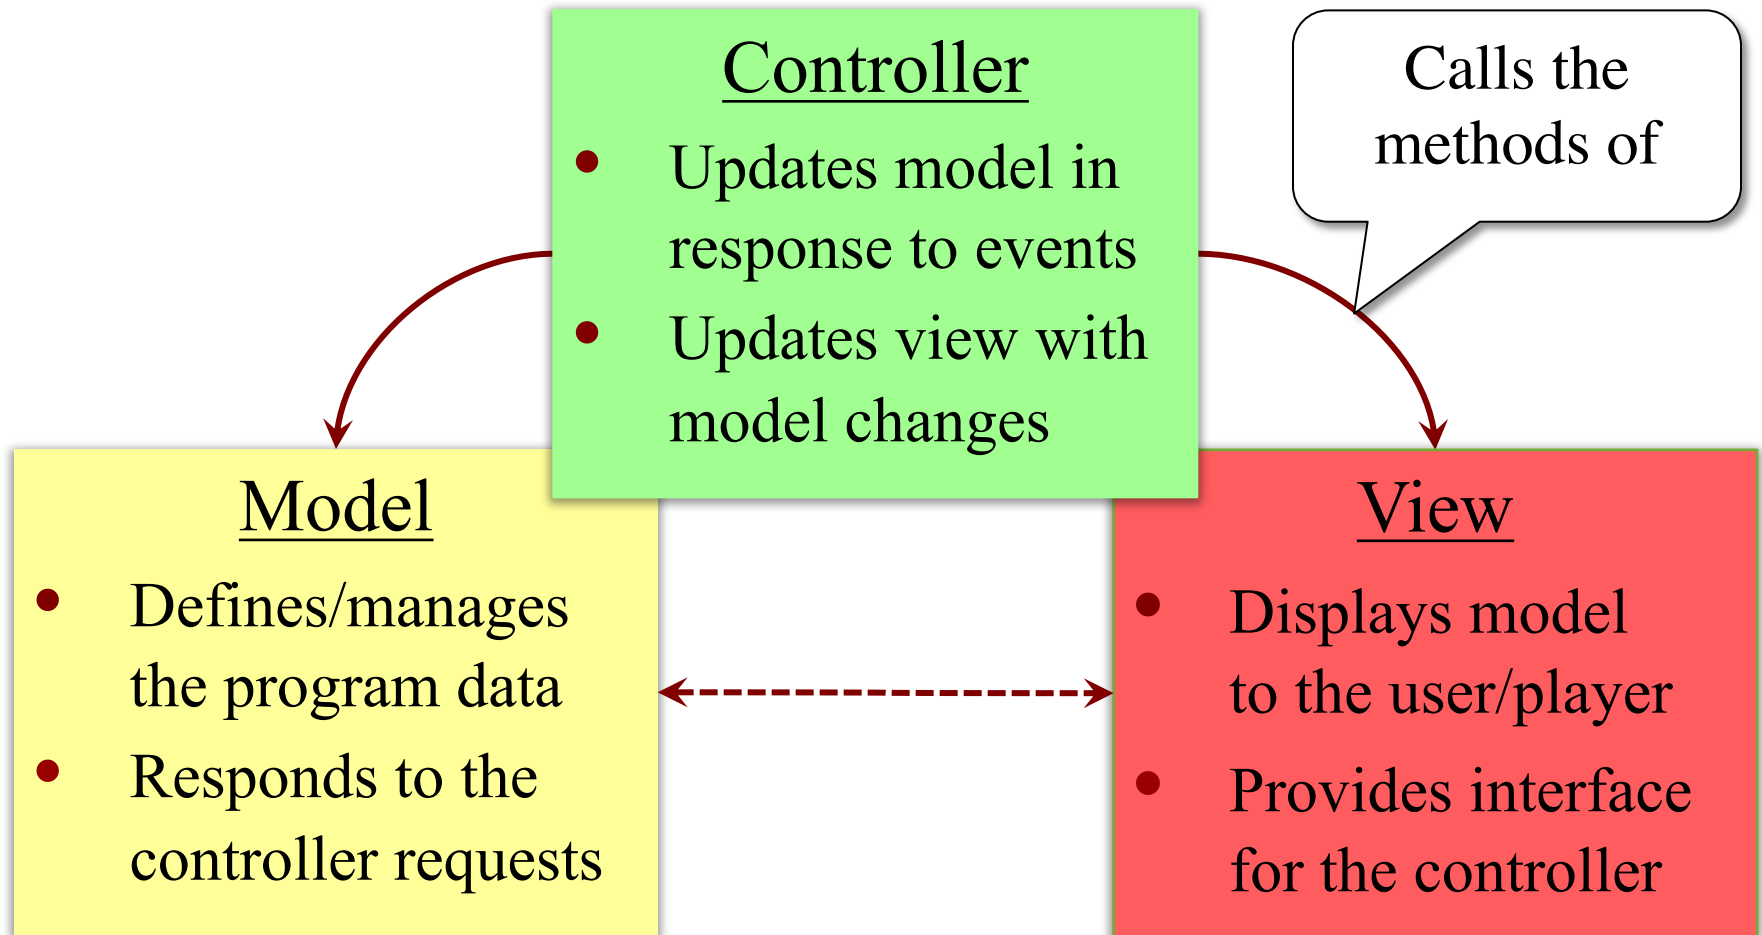 Controller
• Updates model in
response to events
• Updates view with
model changes
Calls the
methods of
Model
• Defines/manages
the program data
• Responds to the
controller requests
View
• Displays model
to the user/player
• Provides interface
for the controller